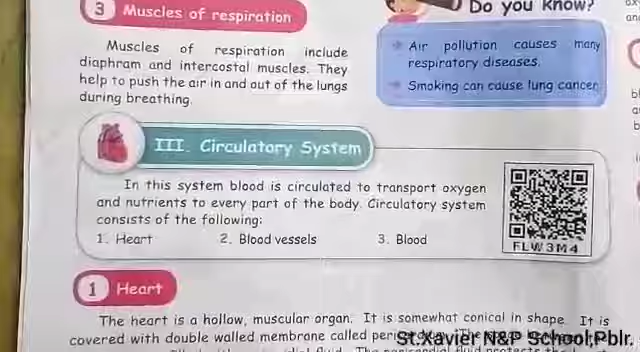 3 Muscles of respiration
Muscles of respiration include
diaphram and intercostal muscles. They
help to push the air in and out of the lungs
during breathing.
Do you know?
Air pollution causes many
respiratory diseases.
Smoking can cause lung cancer.
III. Circulatory System
In this system blood is circulated to transport oxygen
and nutrients to every part of the body. Circulatory system
consists of the following:
1. Heart 2. Blood vessels 3. Blood
FLW3M4
1 Heart
The heart is a hollow, muscular organ. It is somewhat conical in shape. It is
covered with double walled membrane called
St.Xavier N&P School,Pblr.